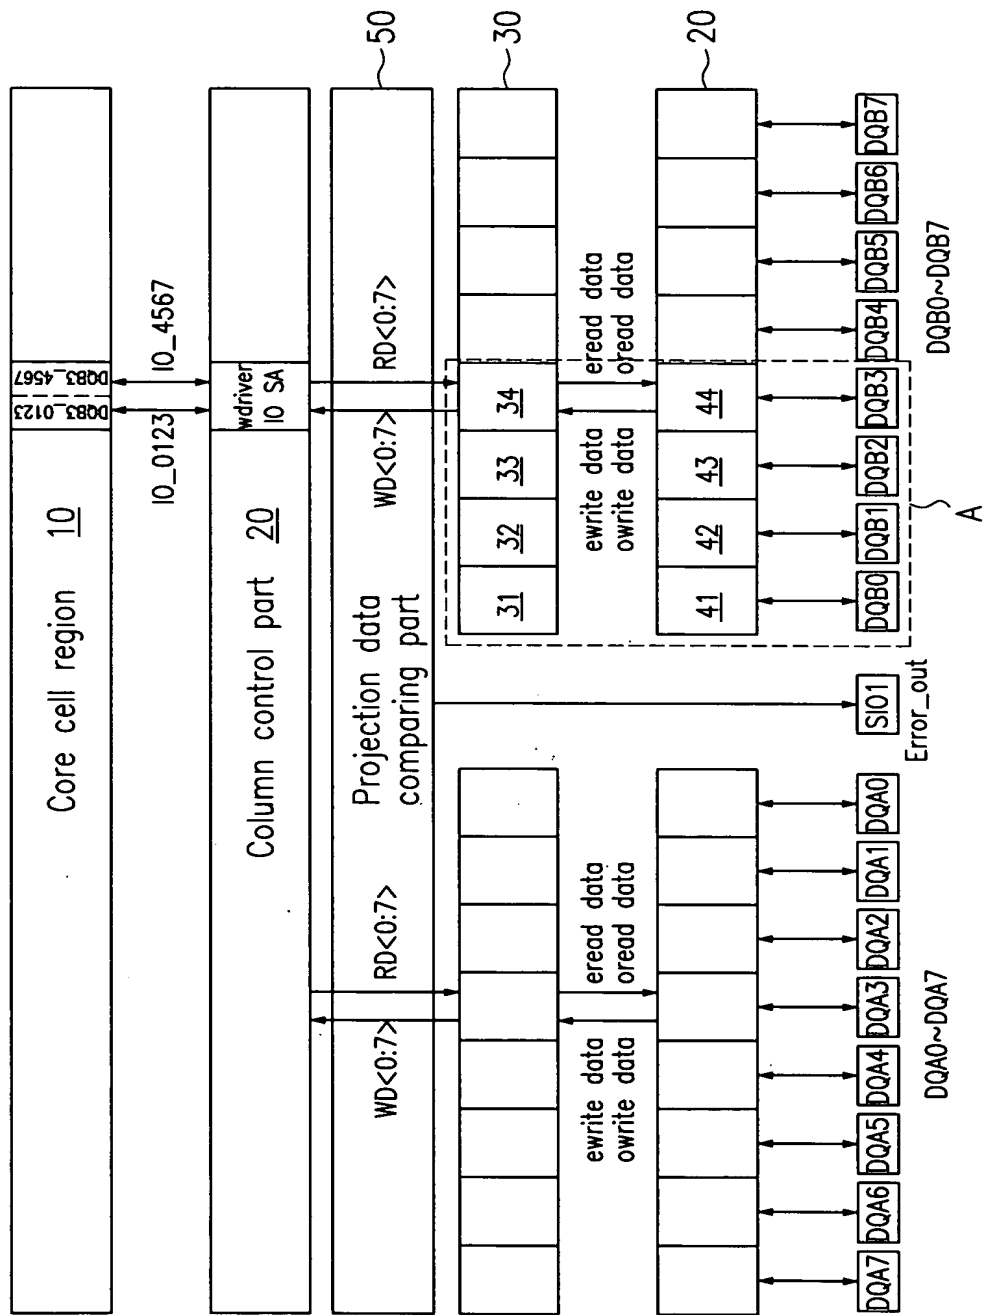 Core cell region 10
DQB3_0123
DQB3_4567
IO_0123
IO_4567
Column control part 20
wdriver
IO SA
Projection data
comparing part
50
WD<0:7>
RD<0:7>
WD<0:7>
RD<0:7>
31
32
33
34
30
ewrite data
owrite data
eread data
oread data
ewrite data
owrite data
eread data
oread data
41
42
43
44
20
DQA7
DQA6
DQA5
DQA4
DQA3
DQA2
DQA1
DQA0
SIO1
DQB0
DQB1
DQB2
DQB3
DQB4
DQB5
DQB6
DQB7
DQA0~DQA7
Error_out
A
DQB0~DQB7